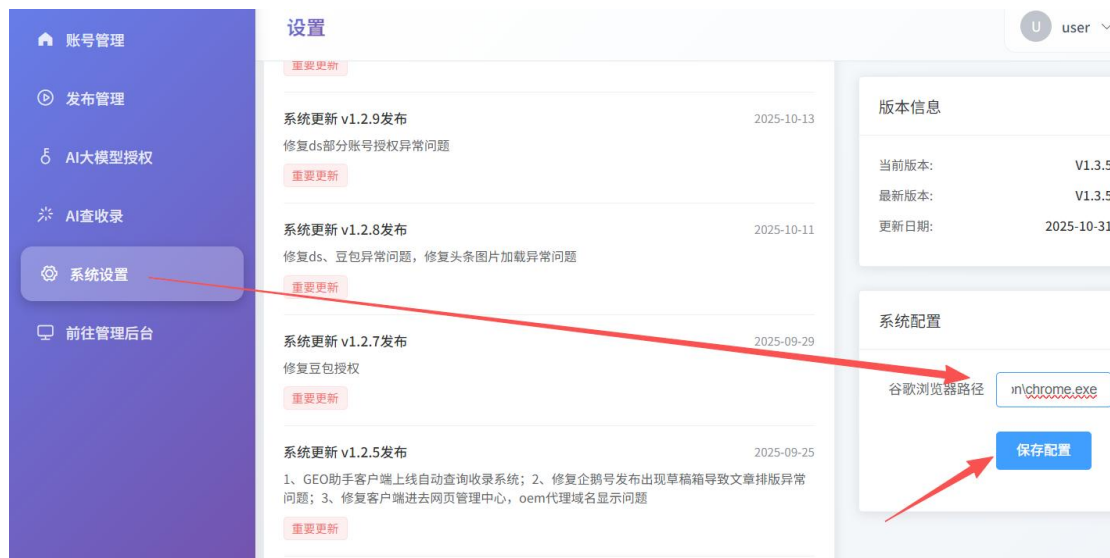 账号管理
发布管理
AI大模型授权
AI查收录
系统设置
前往管理后台
设置
U user
重要更新
系统更新 v1.2.9发布 2025-10-13
修复ds部分账号授权异常问题
重要更新
系统更新 v1.2.8发布 2025-10-11
修复ds、豆包异常问题，修复头条图片加载异常问题
重要更新
系统更新 v1.2.7发布 2025-09-29
修复豆包授权
重要更新
系统更新 v1.2.5发布 2025-09-25
1、GEO助手客户端上线自动查询收录系统；2、修复企鹅号发布出现草稿箱导致文章排版异常
问题；3、修复客户端进去网页管理中心，oem代理域名显示问题
重要更新
版本信息
当前版本: V1.3.5
最新版本: V1.3.5
更新日期: 2025-10-31
系统配置
谷歌浏览器路径 on\chrome.exe
保存配置